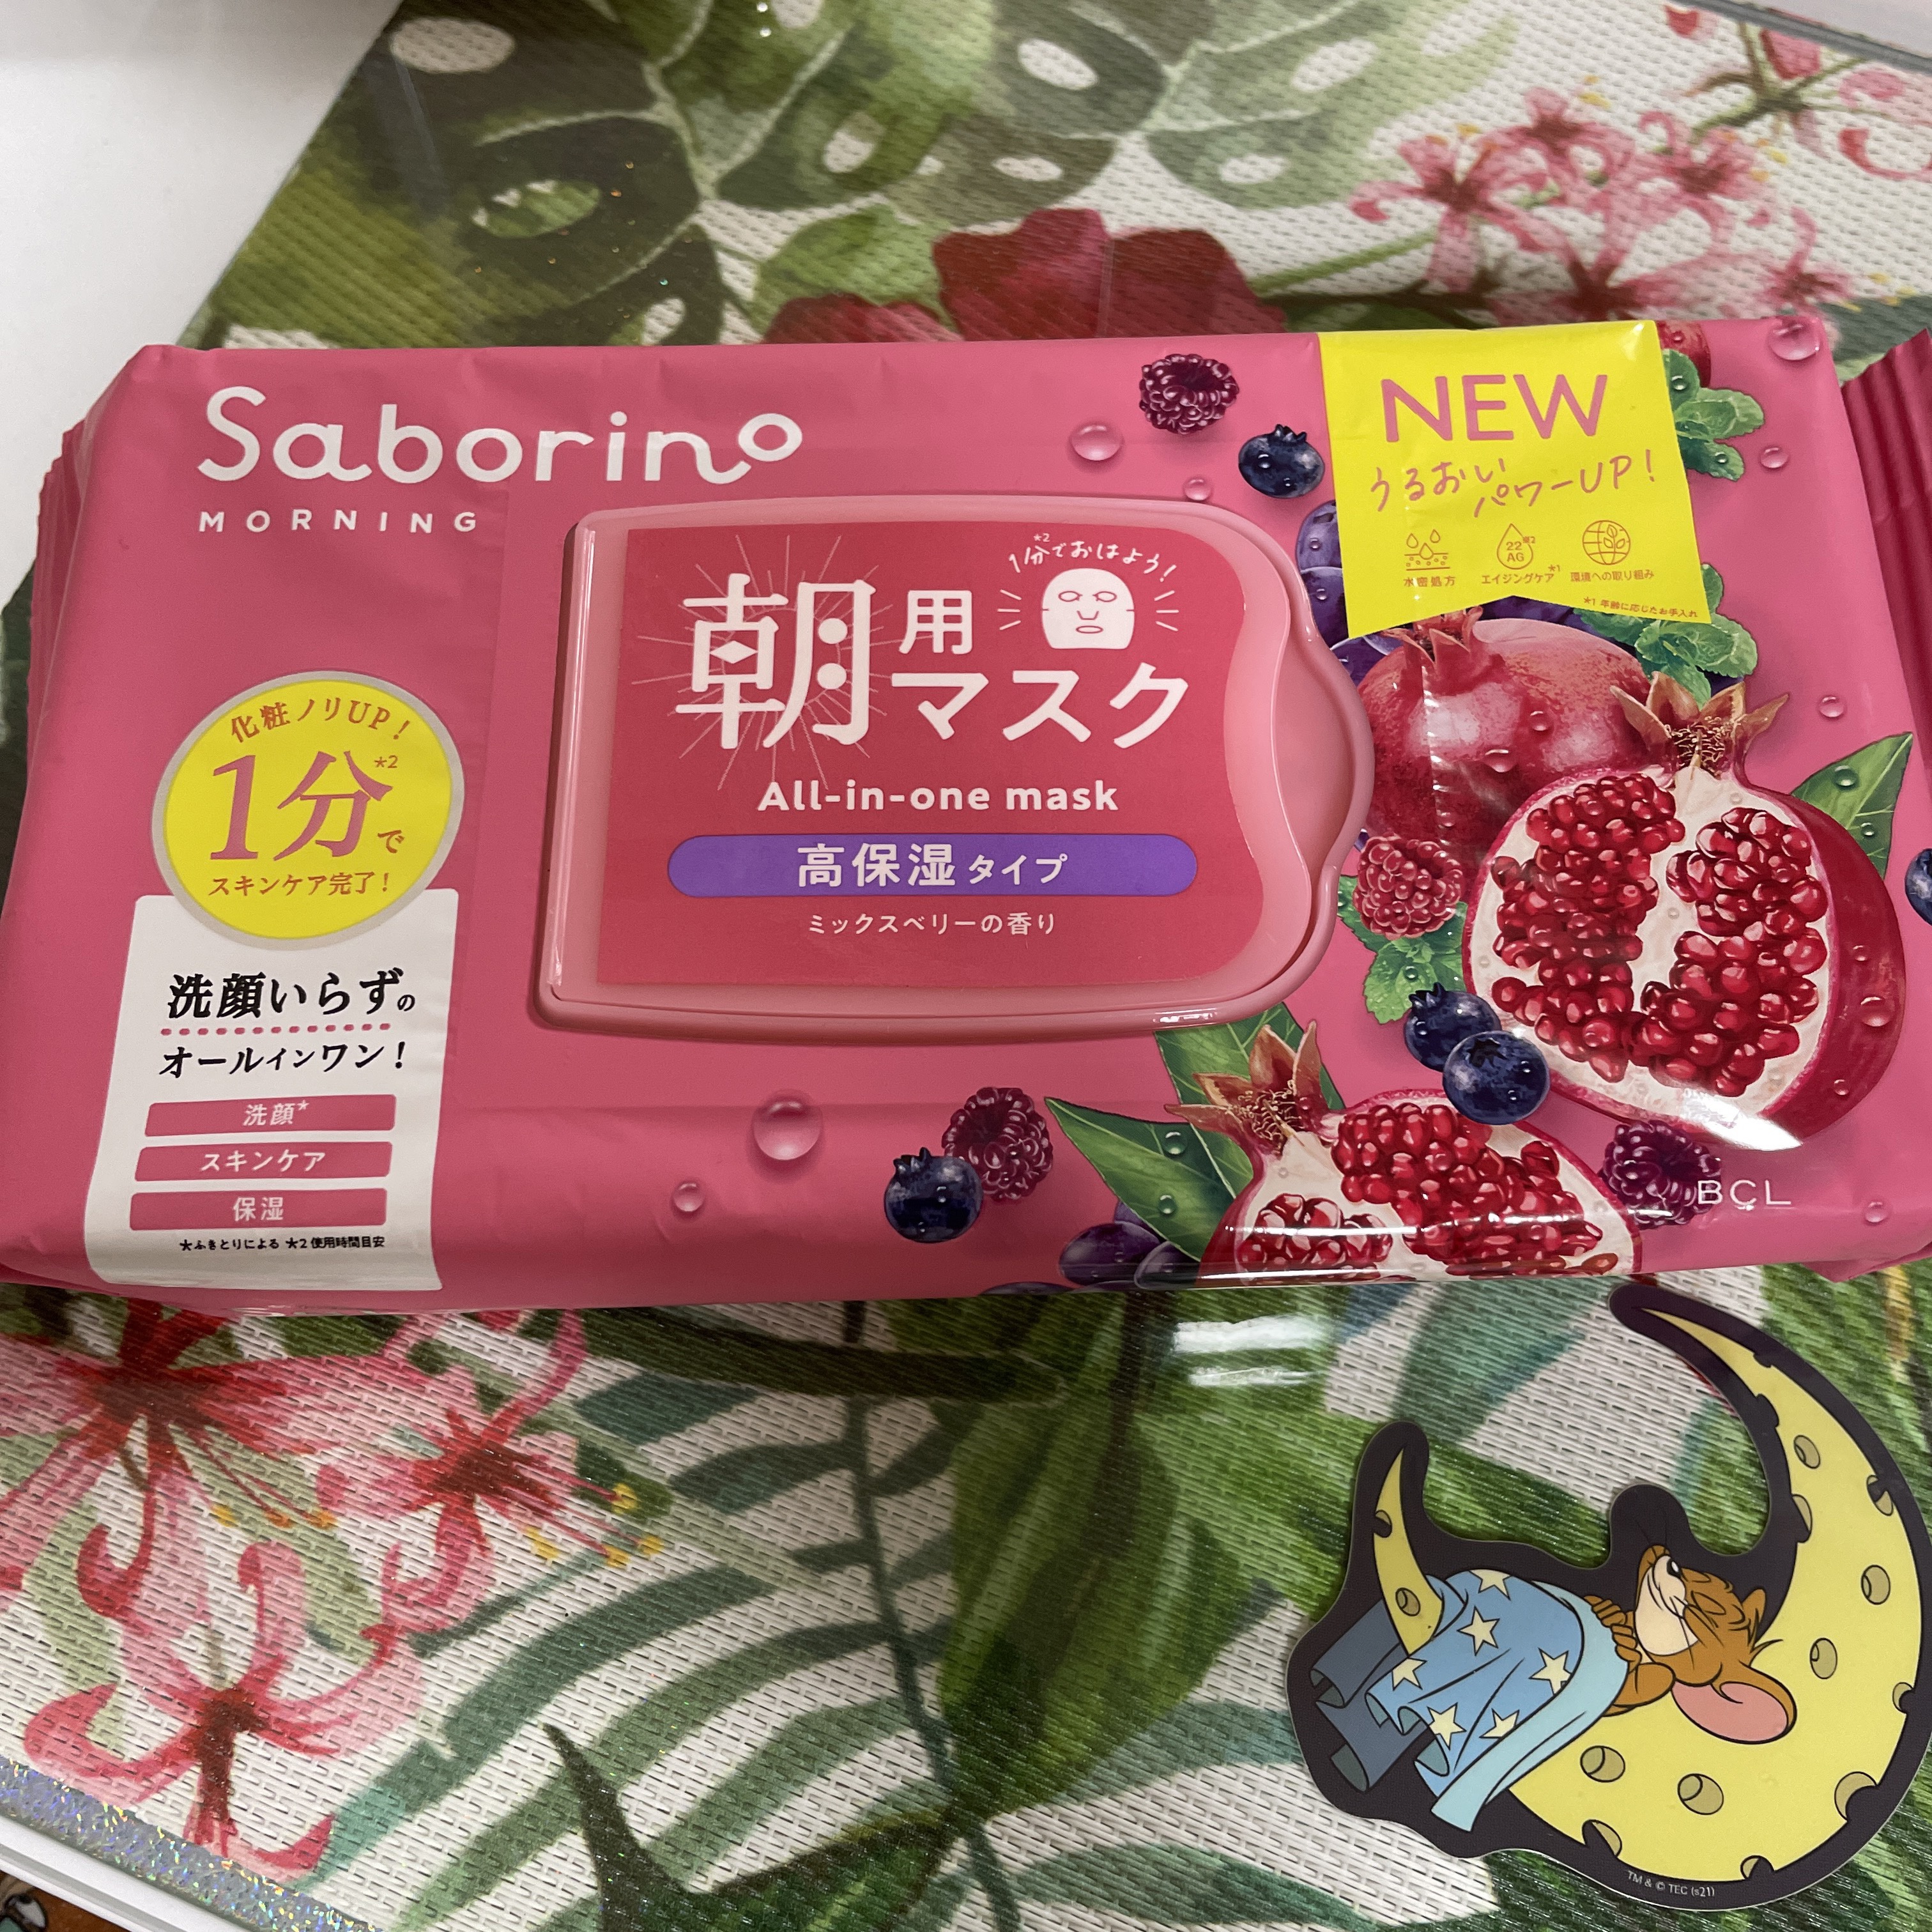 Saborino
MORNING
NEW
うるおい
パワーUP!
22
AG
※2
水密処方
エイジングケア*1
環境への取り組み
*1 年齢に応じたお手入れ
*2
1分でおはよう!
朝用
マスク
All-in-one mask
高保湿タイプ
ミックスベリーの香り
化粧ノリUP!
1分*2で
スキンケア完了!
洗顔いらずの
オールインワン!
洗顔*
スキンケア
保湿
*ふきとりによる *2 使用時間目安
BCL
TM & © TEC (s21)